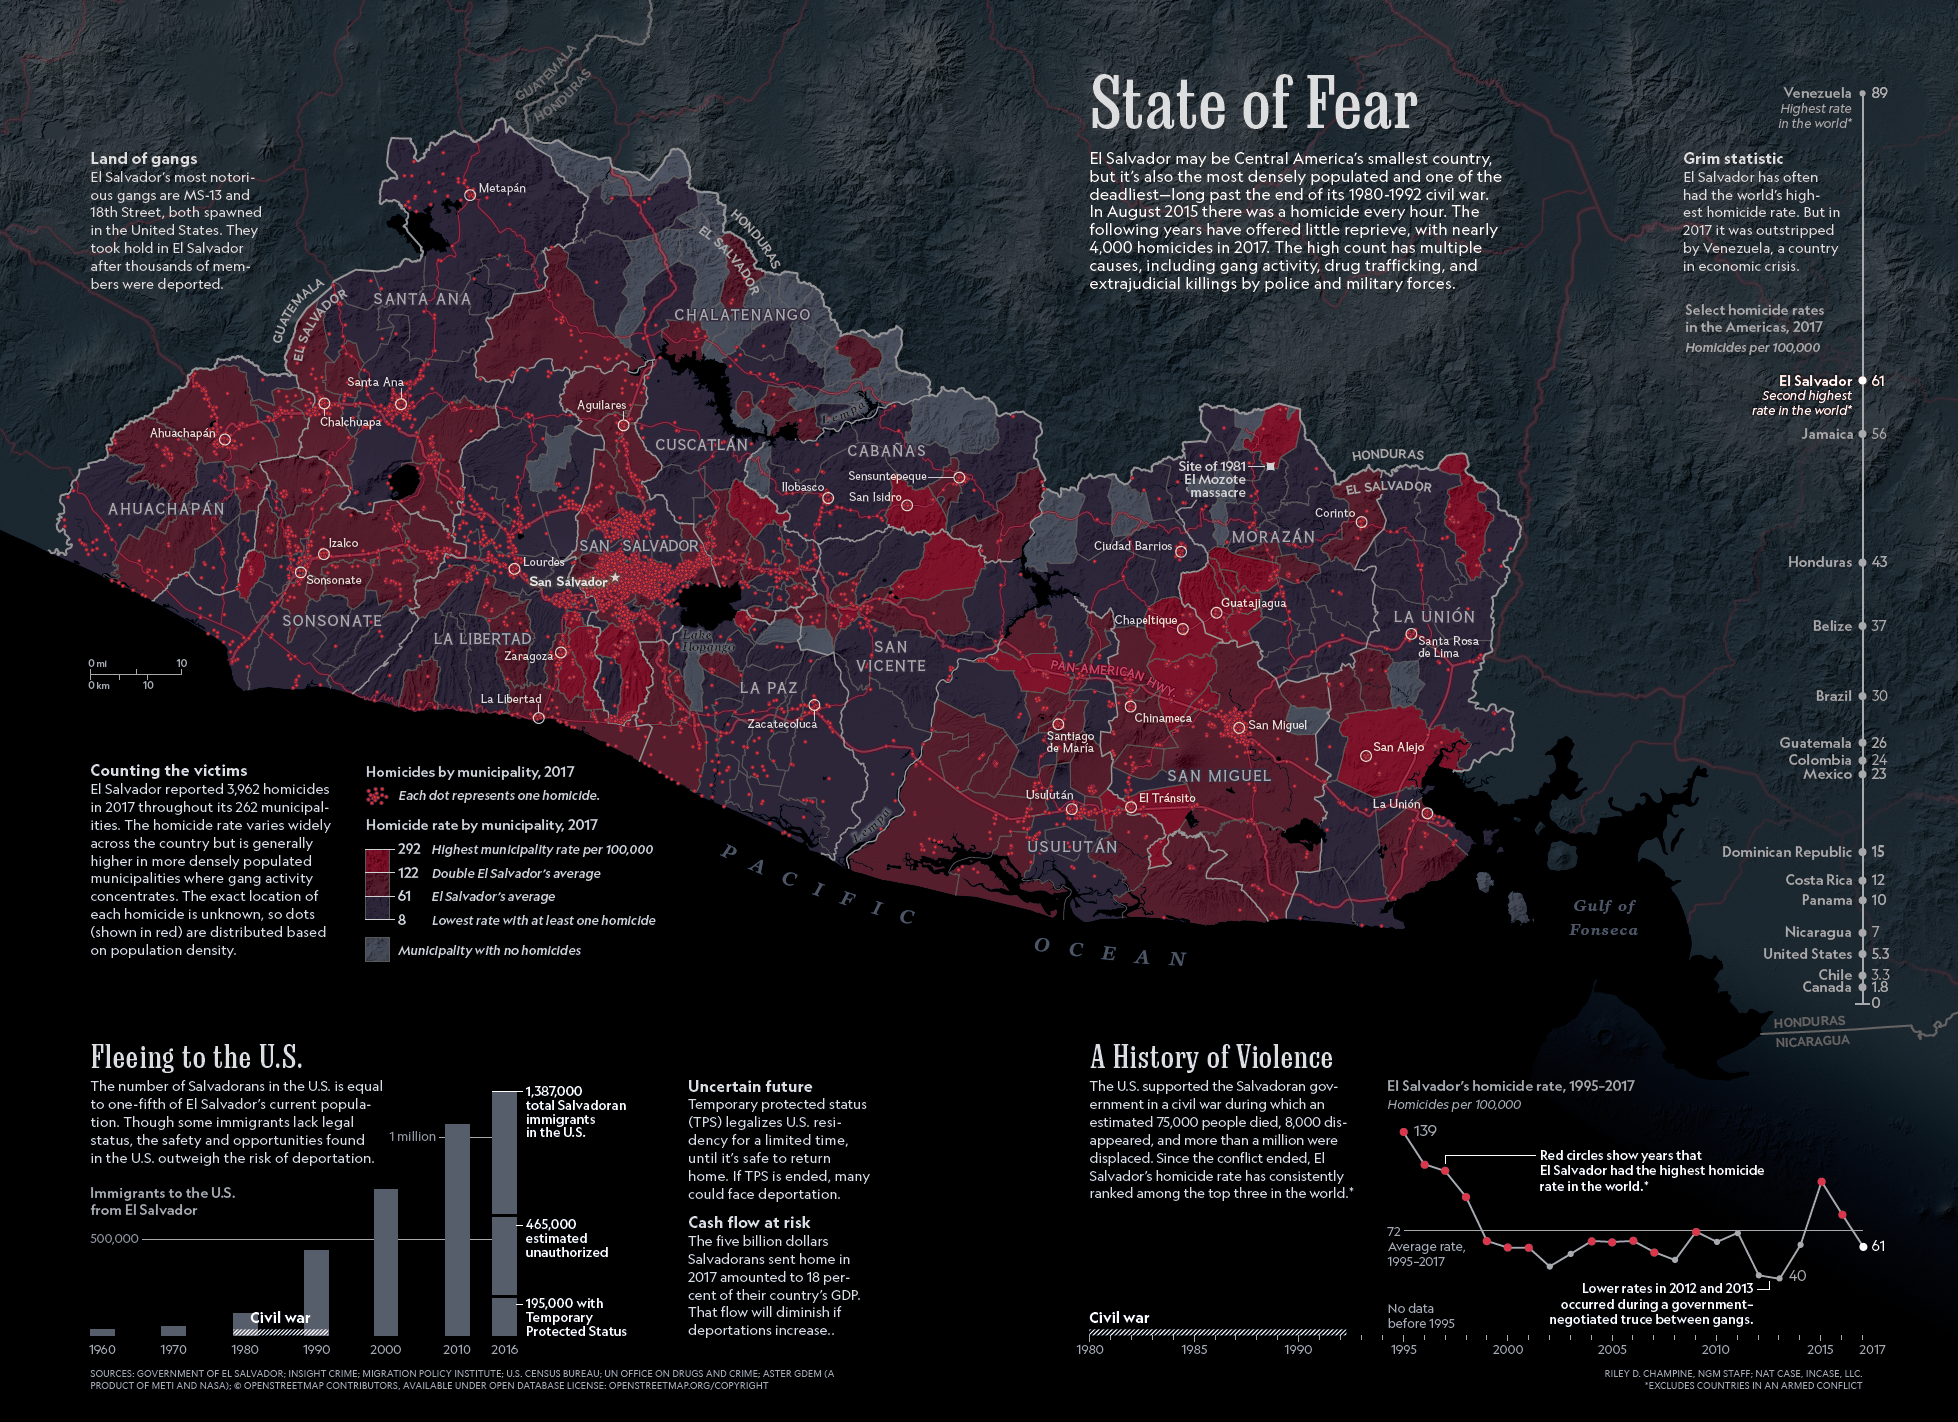 State of Fear
El Salvador may be Central America's smallest country,
but it's also the most densely populated and one of the
deadliest—long past the end of its 1980-1992 civil war.
In August 2015 there was a homicide every hour. The
following years have offered little reprieve, with nearly
4,000 homicides in 2017. The high count has multiple
causes, including gang activity, drug trafficking, and
extrajudicial killings by police and military forces.
Land of gangs
El Salvador's most notori-
ous gangs are MS-13 and
18th Street, both spawned
in the United States. They
took hold in El Salvador
after thousands of mem-
bers were deported.
GUATEMALA
HONDURAS
HONDURAS
EL SALVADOR
GUATEMALA
EL SALVADOR
Metapán
SANTA ANA
CHALATENANGO
Santa Ana
Chalchuapa
Aguilares
Ahuachapán
CUSCATLÁN
Lempa
CABAÑAS
Sensuntepeque
Ilobasco
San Isidro
AHUACHAPÁN
Izalco
Sonsonate
SAN SALVADOR
Lourdes
San Salvador
SONSONATE
LA LIBERTAD
Zaragoza
Lake
Ilopango
SAN
VICENTE
LA PAZ
La Libertad
Zacatecoluca
Site of 1981
El Mozote
massacre
HONDURAS
EL SALVADOR
Corinto
Ciudad Barrios
MORAZÁN
Guatajiagua
Chapeltique
LA UNIÓN
Santa Rosa
de Lima
PAN-AMERICAN HWY.
Chinameca
San Miguel
Santiago
de María
San Alejo
SAN MIGUEL
Usulután
El Tránsito
La Unión
Lempa
USULUTÁN
PACIFIC
OCEAN
Gulf of
Fonseca
HONDURAS
NICARAGUA
0 mi 10
0 km 10
Grim statistic
El Salvador has often
had the world's high-
est homicide rate. But in
2017 it was outstripped
by Venezuela, a country
in economic crisis.
Select homicide rates
in the Americas, 2017
Homicides per 100,000
Venezuela 89
Highest rate
in the world*
El Salvador 61
Second highest
rate in the world*
Jamaica 56
Honduras 43
Belize 37
Brazil 30
Guatemala 26
Colombia 24
Mexico 23
Dominican Republic 15
Costa Rica 12
Panama 10
Nicaragua 7
United States 5.3
Chile 3.3
Canada 1.8
0
Counting the victims
El Salvador reported 3,962 homicides
in 2017 throughout its 262 municipal-
ities. The homicide rate varies widely
across the country but is generally
higher in more densely populated
municipalities where gang activity
concentrates. The exact location of
each homicide is unknown, so dots
(shown in red) are distributed based
on population density.
Homicides by municipality, 2017
Each dot represents one homicide.
Homicide rate by municipality, 2017
292 Highest municipality rate per 100,000
122 Double El Salvador's average
61 El Salvador's average
8 Lowest rate with at least one homicide
Municipality with no homicides
Fleeing to the U.S.
The number of Salvadorans in the U.S. is equal
to one-fifth of El Salvador's current popula-
tion. Though some immigrants lack legal
status, the safety and opportunities found
in the U.S. outweigh the risk of deportation.
Immigrants to the U.S.
from El Salvador
1 million
500,000
1,387,000
total Salvadoran
immigrants
in the U.S.
465,000
estimated
unauthorized
195,000 with
Temporary
Protected Status
Civil war
1960 1970 1980 1990 2000 2010 2016
Uncertain future
Temporary protected status
(TPS) legalizes U.S. resi-
dency for a limited time,
until it's safe to return
home. If TPS is ended, many
could face deportation.
Cash flow at risk
The five billion dollars
Salvadorans sent home in
2017 amounted to 18 per-
cent of their country's GDP.
That flow will diminish if
deportations increase..
A History of Violence
The U.S. supported the Salvadoran gov-
ernment in a civil war during which an
estimated 75,000 people died, 8,000 dis-
appeared, and more than a million were
displaced. Since the conflict ended, El
Salvador's homicide rate has consistently
ranked among the top three in the world.*
El Salvador's homicide rate, 1995-2017
Homicides per 100,000
139
Red circles show years that
El Salvador had the highest homicide
rate in the world.*
72
Average rate,
1995-2017
61
40
Lower rates in 2012 and 2013
occurred during a government-
negotiated truce between gangs.
No data
before 1995
Civil war
1980 1985 1990 1995 2000 2005 2010 2015 2017
SOURCES: GOVERNMENT OF EL SALVADOR; INSIGHT CRIME; MIGRATION POLICY INSTITUTE; U.S. CENSUS BUREAU; UN OFFICE ON DRUGS AND CRIME; ASTER GDEM (A
PRODUCT OF METI AND NASA); © OPENSTREETMAP CONTRIBUTORS, AVAILABLE UNDER OPEN DATABASE LICENSE: OPENSTREETMAP.ORG/COPYRIGHT
RILEY D. CHAMPINE, NGM STAFF; NAT CASE, INCASE, LLC.
*EXCLUDES COUNTRIES IN AN ARMED CONFLICT